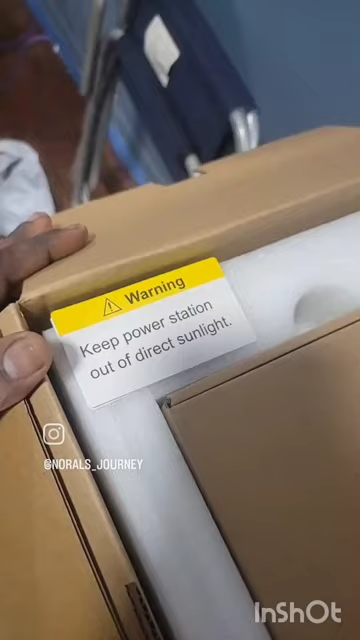 Warning
Keep power station
out of direct sunlight.
@NORALS_JOURNEY
InShOt